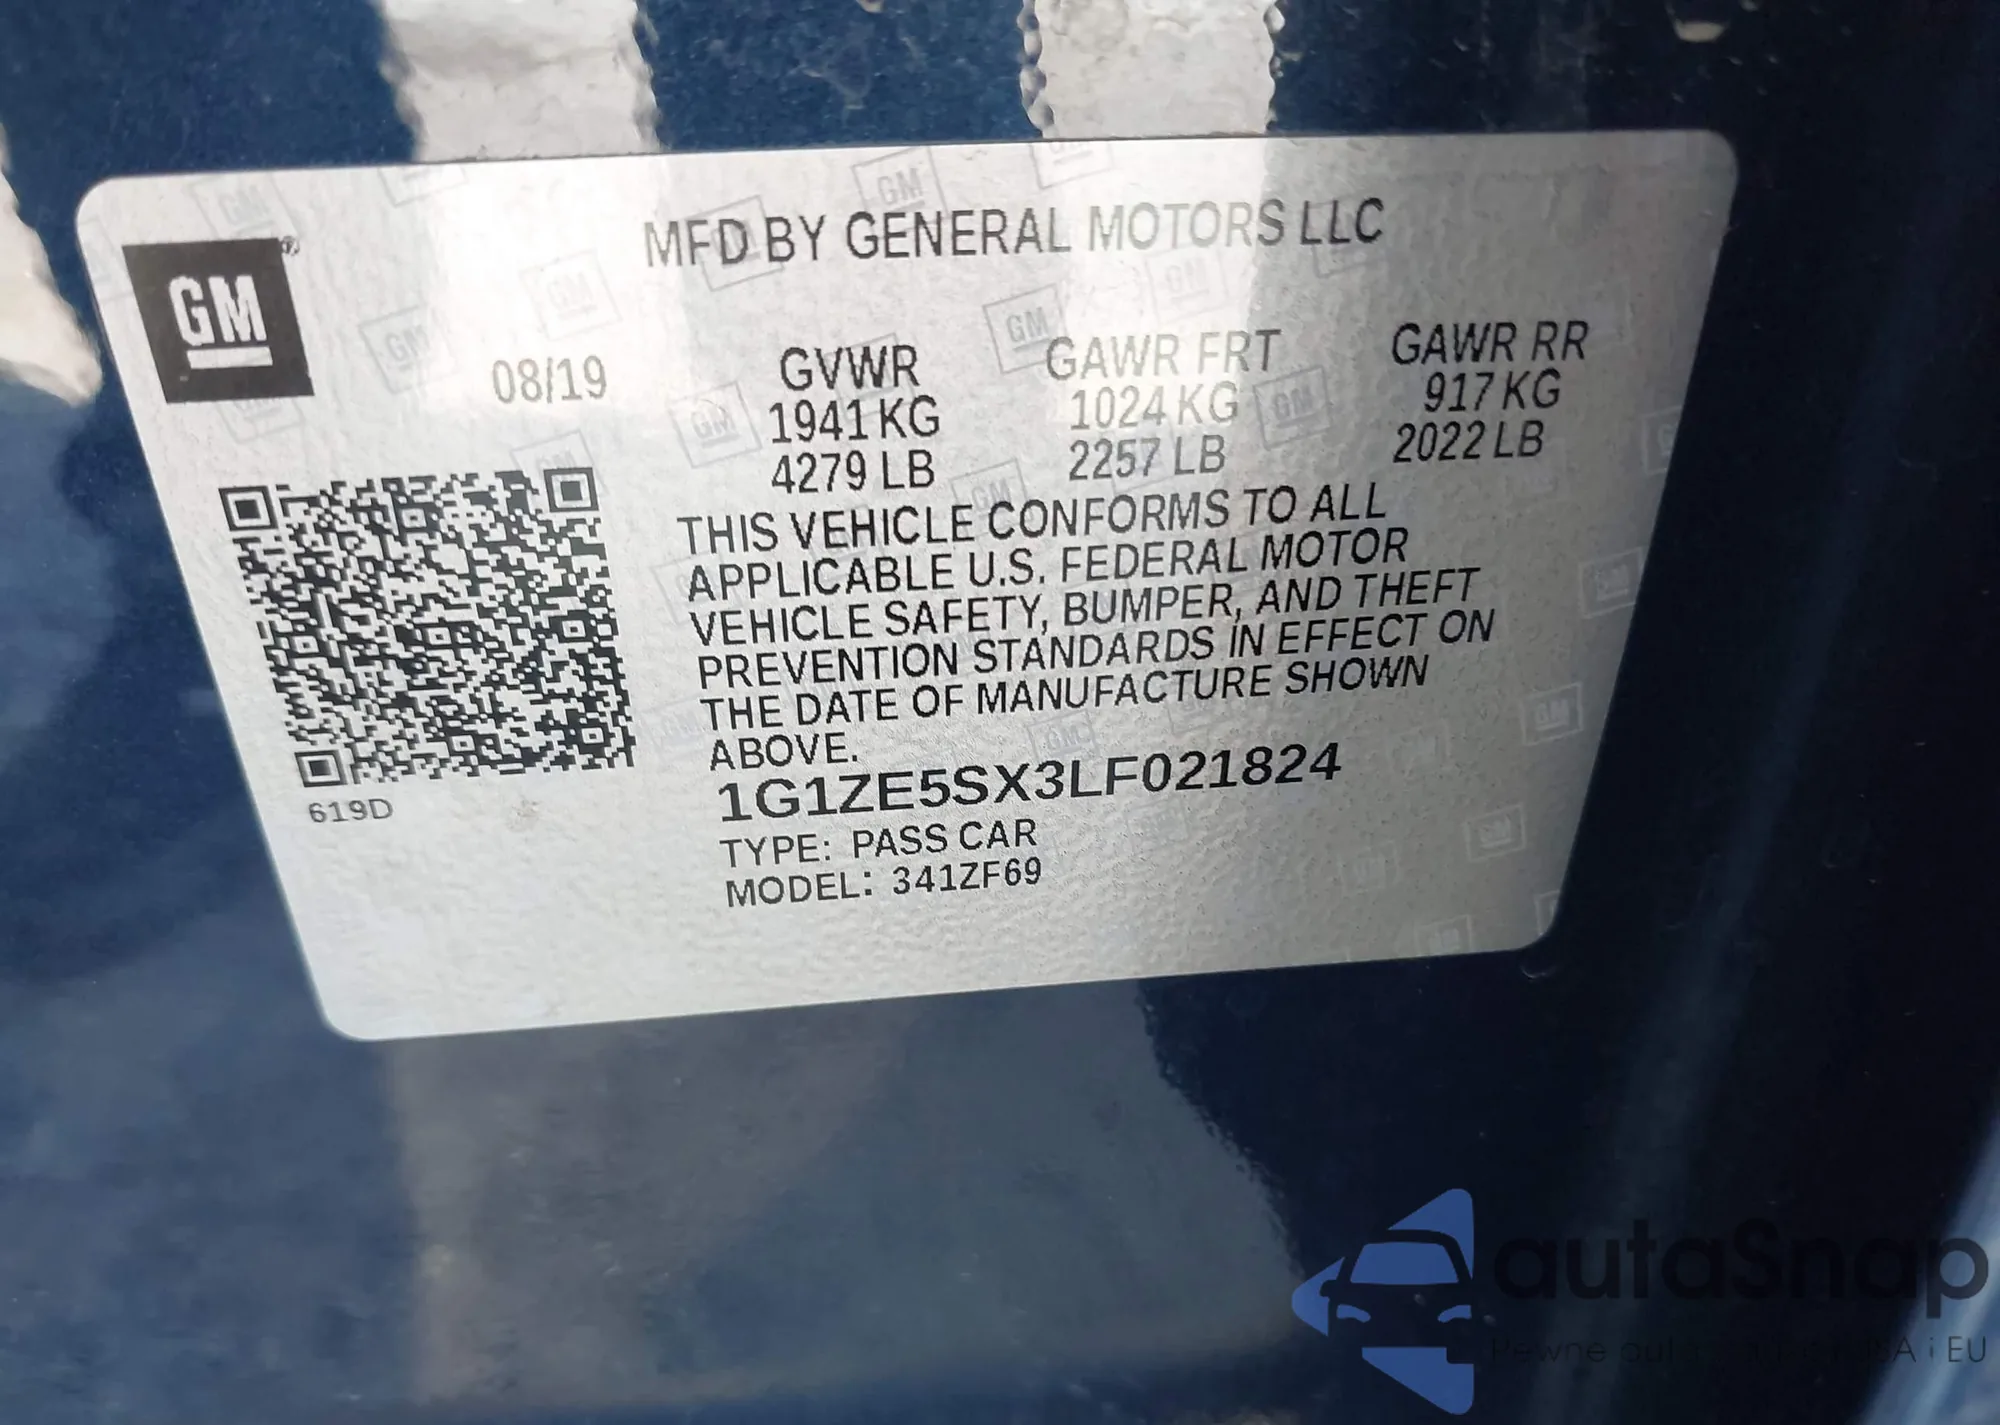 MFD BY GENERAL MOTORS LLC
GM
08/19
GVWR
1941 KG
4279 LB
GAWR FRT
1024 KG
2257 LB
GAWR RR
917 KG
2022 LB
THIS VEHICLE CONFORMS TO ALL
APPLICABLE U.S. FEDERAL MOTOR
VEHICLE SAFETY, BUMPER, AND THEFT
PREVENTION STANDARDS IN EFFECT ON
THE DATE OF MANUFACTURE SHOWN
ABOVE.
1G1ZE5SX3LF021824
TYPE: PASS CAR
MODEL: 341ZF69
619D
autaSnap
Pewne auta i EU